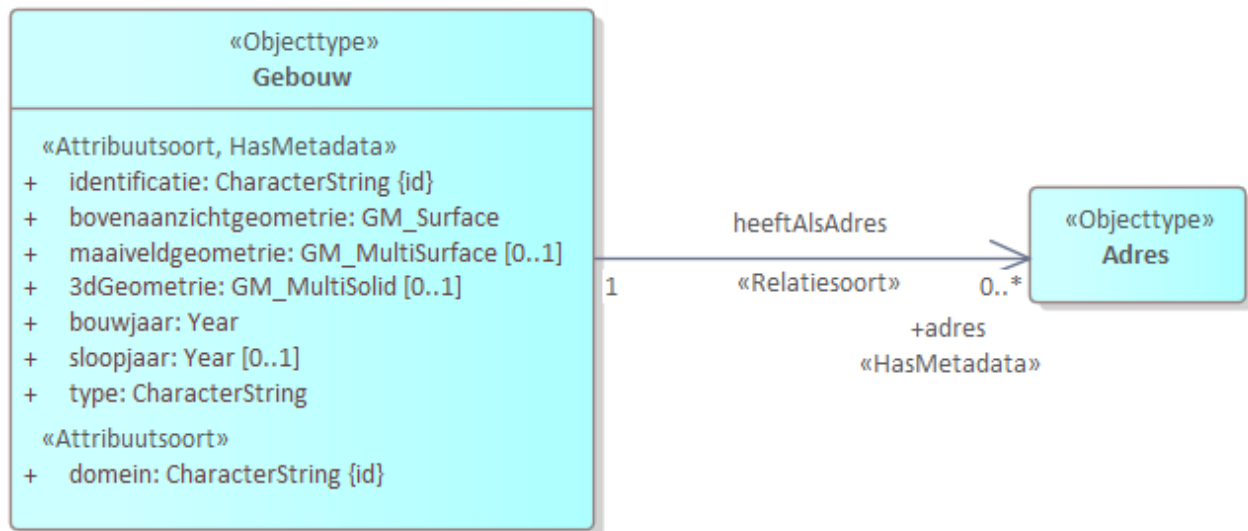 «Objecttype»
Gebouw
«Attribuutsoort, HasMetadata»
+ identificatie: CharacterString {id}
+ bovenaanzichtgeometrie: GM_Surface
+ maaiveldgeometrie: GM_MultiSurface [0..1]
+ 3dGeometrie: GM_MultiSolid [0..1]
+ bouwjaar: Year
+ sloopjaar: Year [0..1]
+ type: CharacterString
«Attribuutsoort»
+ domein: CharacterString {id}
heeftAlsAdres
1 «Relatiesoort» 0..*
+adres
«HasMetadata»
«Objecttype»
Adres